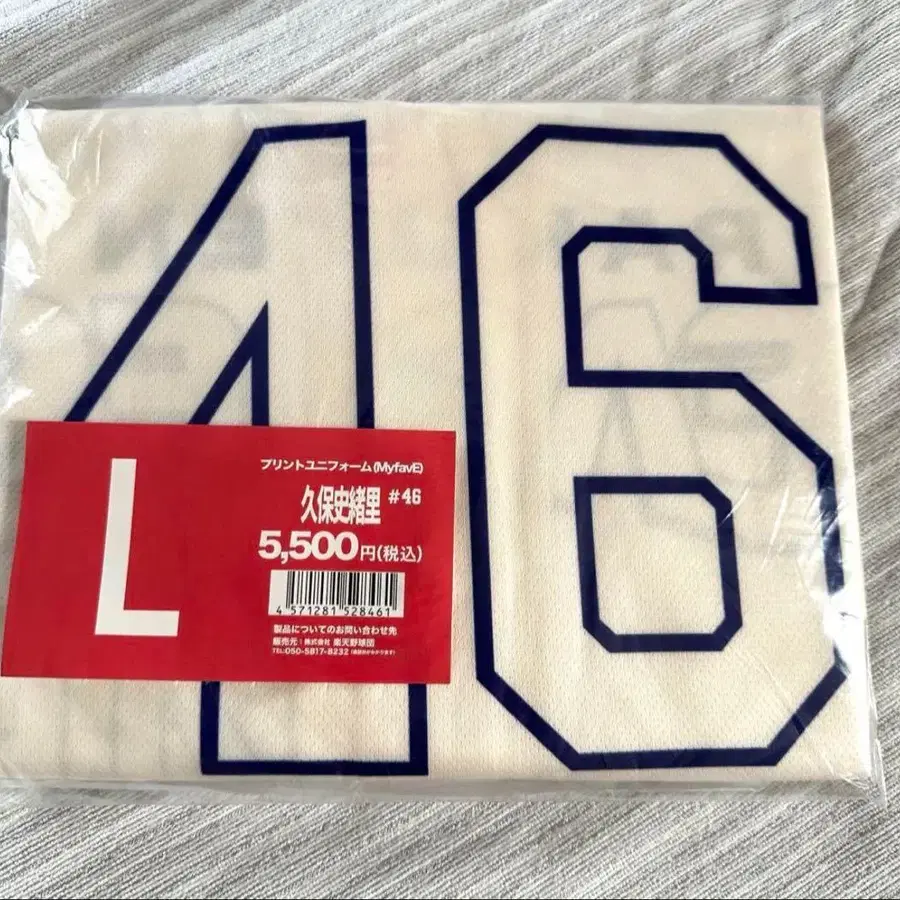 46
L
プリントユニフォーム(MyfavE)
久保史緒里 #46
5,500円(税込)
4 571281 528461
製品についてのお問い合わせ先
販売元:株式会社 楽天野球団
TEL050-5817-8232